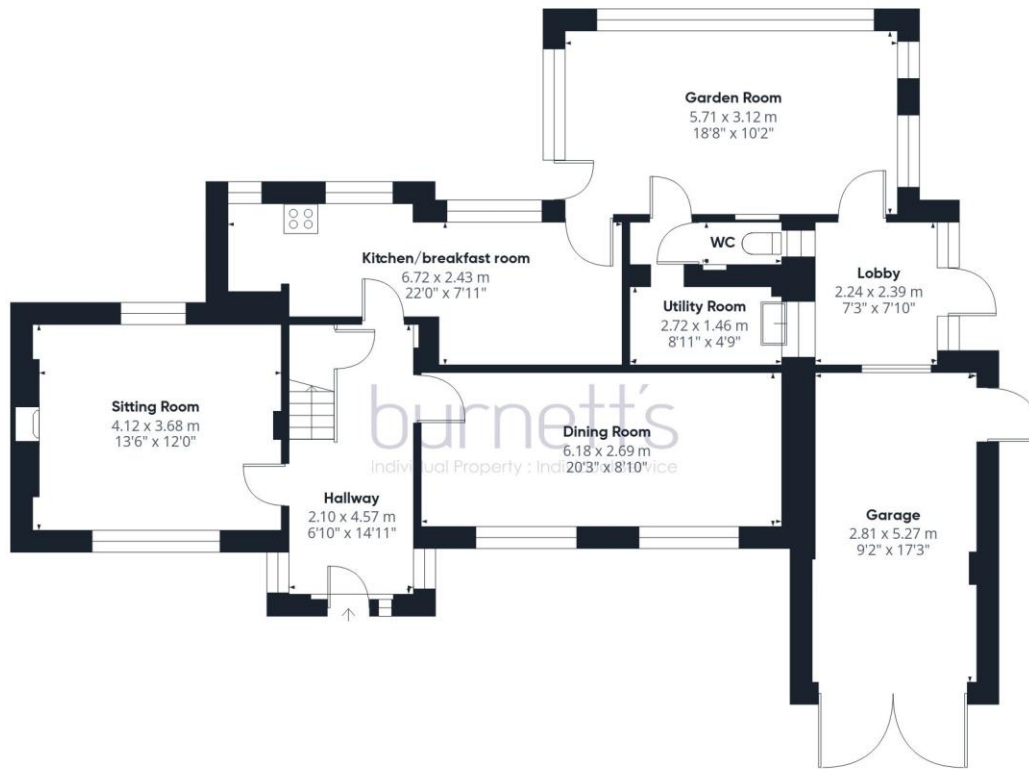 Garden Room
5.71 x 3.12 m
18'8" x 10'2"
WC
Kitchen/breakfast room
6.72 x 2.43 m
22'0" x 7'11"
Lobby
2.24 x 2.39 m
7'3" x 7'10"
Utility Room
2.72 x 1.46 m
8'11" x 4'9"
Sitting Room
4.12 x 3.68 m
13'6" x 12'0"
burnett's
Individual Property : Individual Service
Dining Room
6.18 x 2.69 m
20'3" x 8'10"
Hallway
2.10 x 4.57 m
6'10" x 14'11"
Garage
2.81 x 5.27 m
9'2" x 17'3"